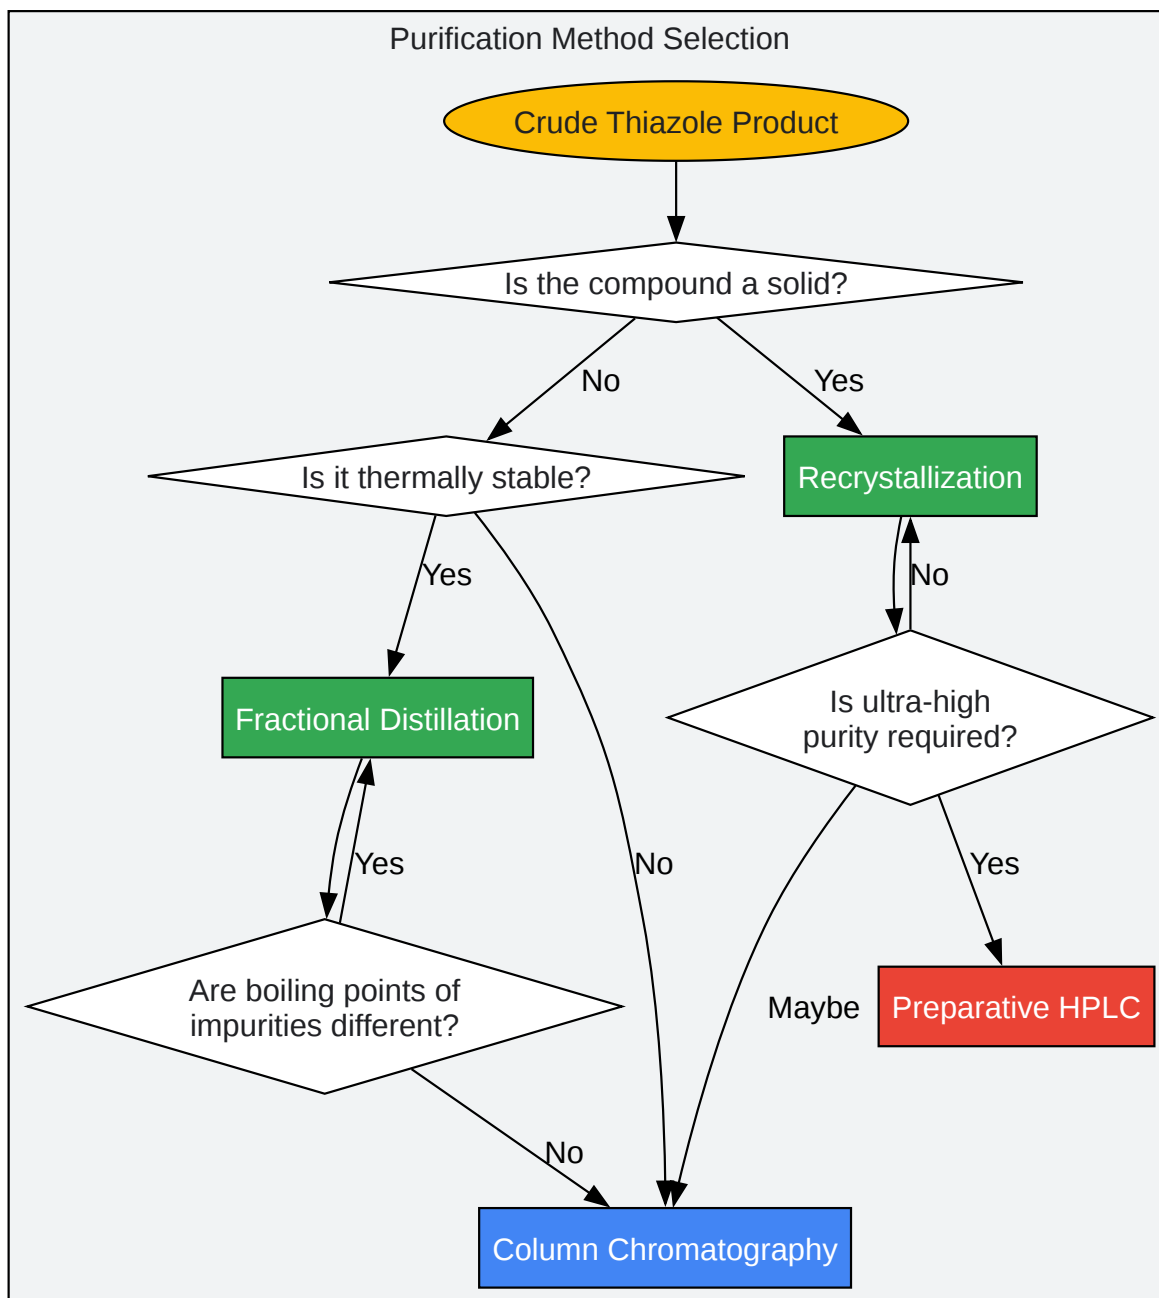 Purification Method Selection
Crude Thiazole Product
Is the compound a solid?
No
Yes
Is it thermally stable?
Recrystallization
Yes
No
Fractional Distillation
Is ultra-high
purity required?
Yes
No
Yes
Are boiling points of
impurities different?
Maybe
Preparative HPLC
No
Column Chromatography